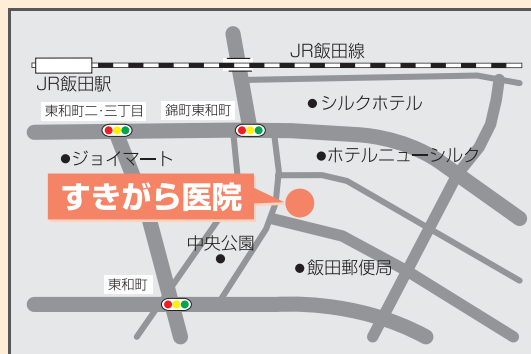 JR飯田線
JR飯田駅
東和町二・三丁目
錦町東和町
シルクホテル
ジョイマート
ホテルニューシルク
すきがら医院
中央公園
飯田郵便局
東和町